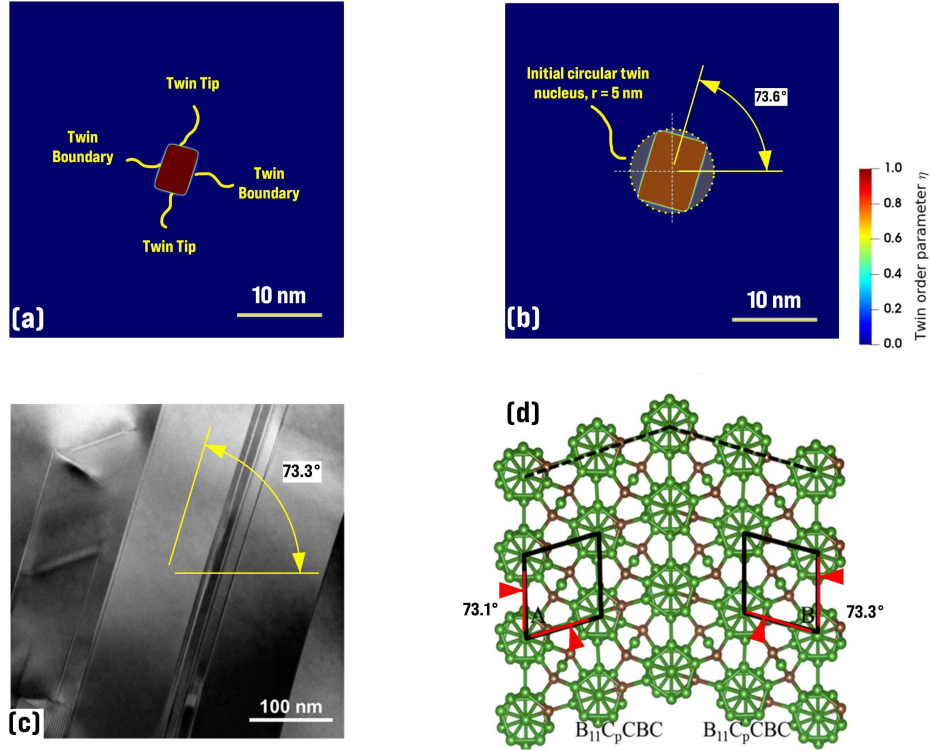 Twin Tip
Twin
Boundary
Twin
Boundary
Twin Tip
10 nm
(a)
Initial circular twin
nucleus, r = 5 nm
73.6°
10 nm
(b)
1.0
0.8
0.6
0.4
0.2
0.0
Twin order parameter η
73.3°
100 nm
(c)
(d)
73.1°
A
B
73.3°
B₁₁CₚCBC
B₁₁CₚCBC